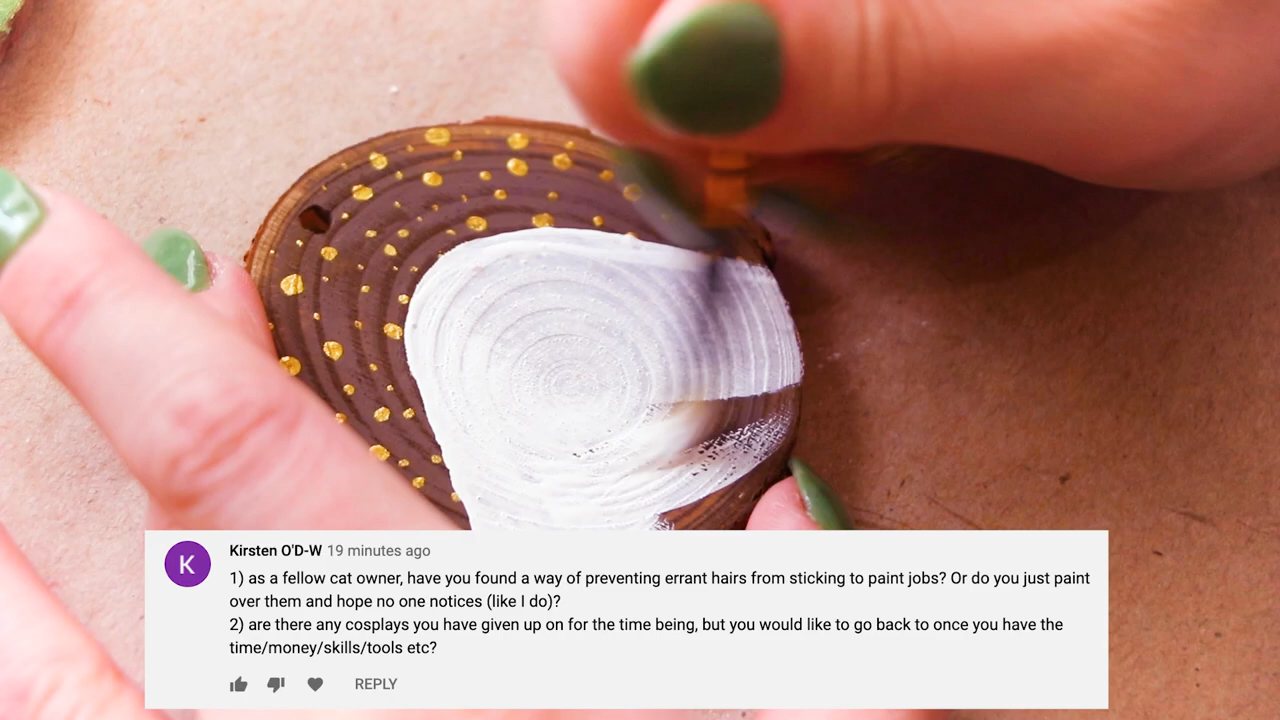 K
Kirsten O'D-W 19 minutes ago
1) as a fellow cat owner, have you found a way of preventing errant hairs from sticking to paint jobs? Or do you just paint
over them and hope no one notices (like I do)?
2) are there any cosplays you have given up on for the time being, but you would like to go back to once you have the
time/money/skills/tools etc?
REPLY